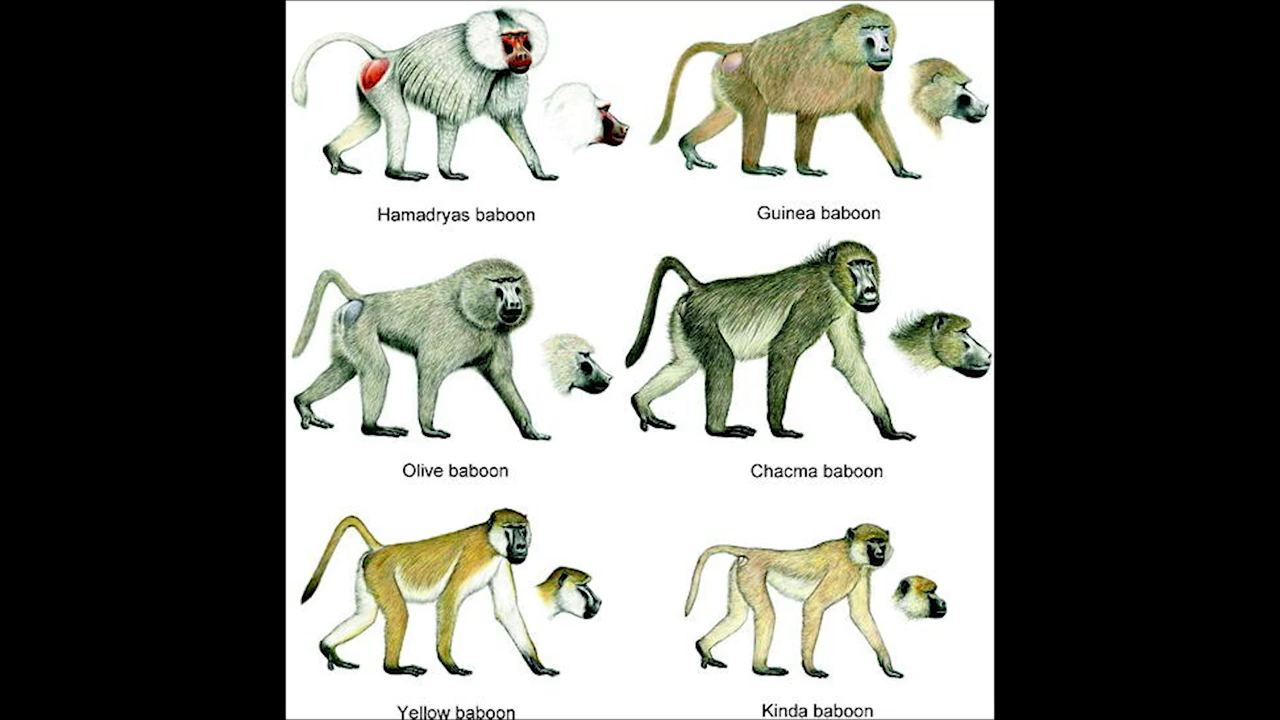 Hamadryas baboon
Guinea baboon
Olive baboon
Chacma baboon
Yellow baboon
Kinda baboon